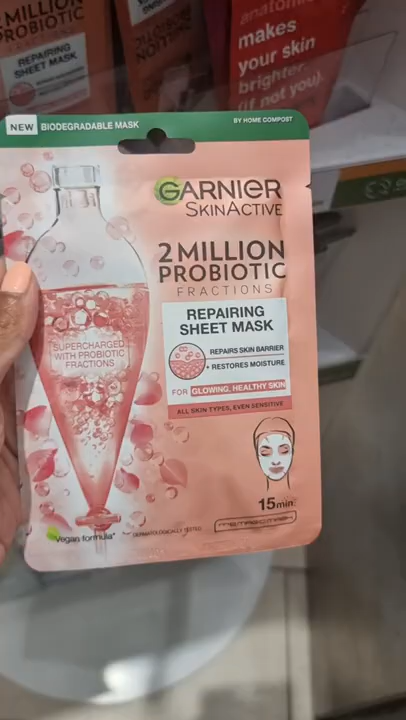 2 MILLION
PROBIOTIC
REPAIRING
SHEET MASK
makes
your skin
brighter.
(if not you).
NEW BIODEGRADABLE MASK
BY HOME COMPOST
GARNIER
SKINACTIVE
2 MILLION
PROBIOTIC
FRACTIONS
REPAIRING
SHEET MASK
REPAIRS SKIN BARRIER
+ RESTORES MOISTURE
FOR GLOWING, HEALTHY SKIN
ALL SKIN TYPES, EVEN SENSITIVE
SUPERCHARGED
WITH PROBIOTIC
FRACTIONS
15min.
Vegan formula*
DERMATOLOGICALLY TESTED